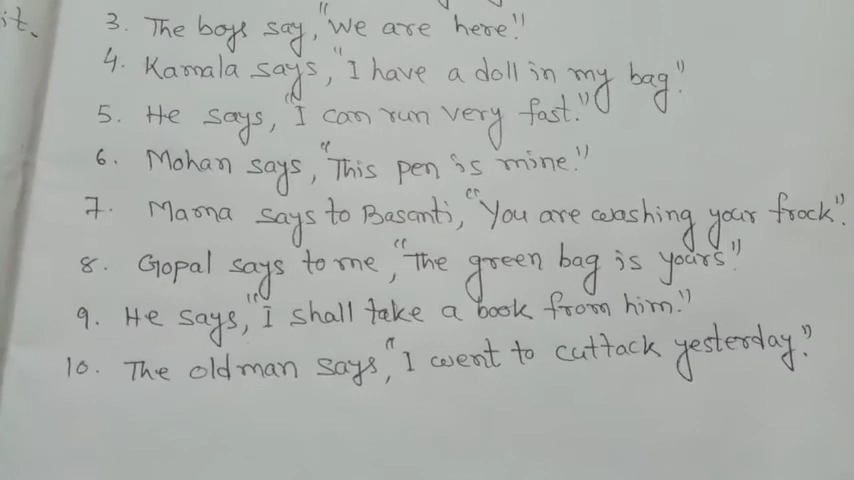 it.
3. The boys say, "We are here."
4. Kamala says, "I have a doll in my bag."
5. He says, "I can run very fast."
6. Mohan says, "This pen is mine."
7. Mama says to Basanti, "You are washing your frock."
8. Gopal says to me, "The green bag is yours."
9. He says, "I shall take a book from him."
10. The old man says, "I went to cuttack yesterday."